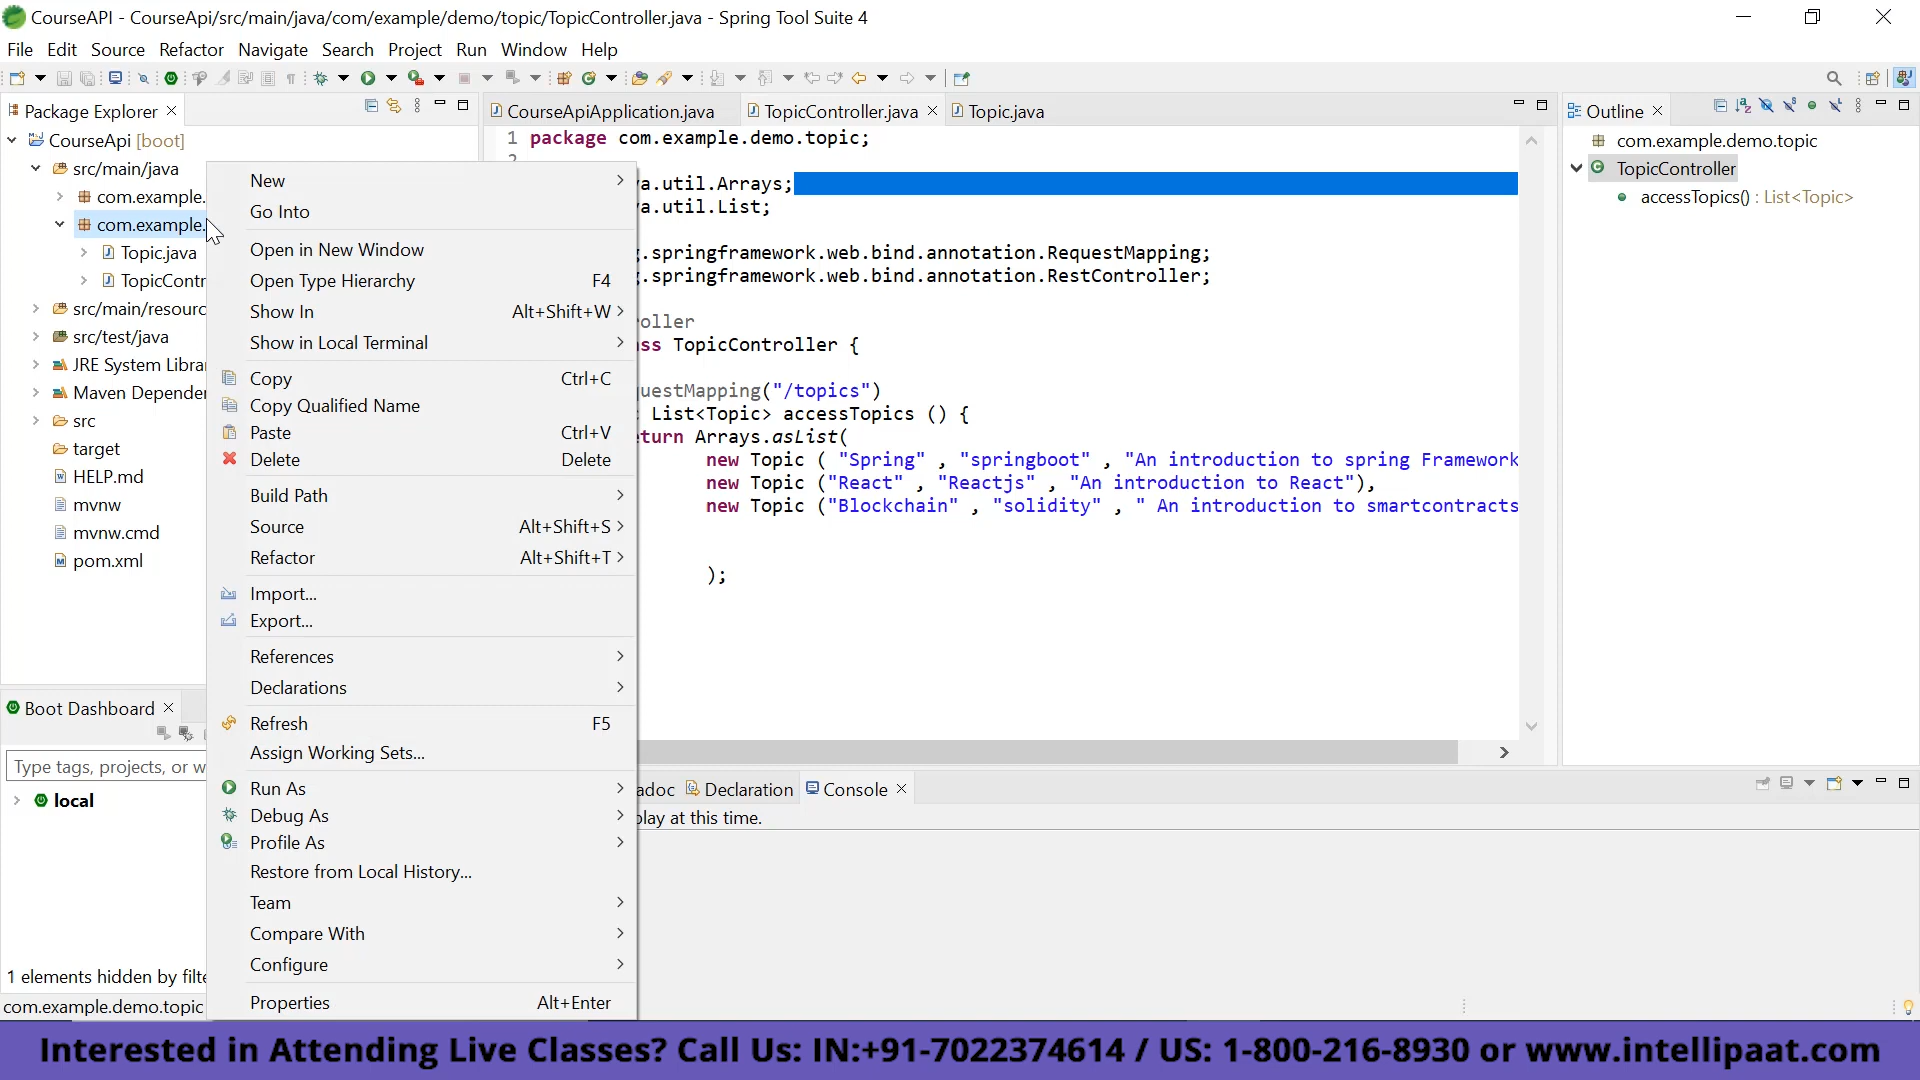 CourseAPI - CourseApi/src/main/java/com/example/demo/topic/TopicController.java - Spring Tool Suite 4
File Edit Source Refactor Navigate Search Project Run Window Help
Package Explorer
CourseApi [boot]
src/main/java
com.example.
com.example.
Topic.java
TopicContr
src/main/resourc
src/test/java
JRE System Libra
Maven Depender
src
target
HELP.md
mvnw
mvnw.cmd
pom.xml
New
Go Into
Open in New Window
Open Type Hierarchy F4
Show In Alt+Shift+W
Show in Local Terminal
Copy Ctrl+C
Copy Qualified Name
Paste Ctrl+V
Delete Delete
Build Path
Source Alt+Shift+S
Refactor Alt+Shift+T
Import...
Export...
References
Declarations
Refresh F5
Assign Working Sets...
Run As
Debug As
Profile As
Restore from Local History...
Team
Compare With
Configure
Properties Alt+Enter
CourseApiApplication.java TopicController.java Topic.java
1 package com.example.demo.topic;
2
a.util.Arrays;
a.util.List;
.springframework.web.bind.annotation.RequestMapping;
.springframework.web.bind.annotation.RestController;
oller
ss TopicController {
uestMapping("/topics")
List<Topic> accessTopics () {
turn Arrays.asList(
new Topic ( "Spring" , "springboot" , "An introduction to spring Framework
new Topic ("React" , "Reactjs" , "An introduction to React"),
new Topic ("Blockchain" , "solidity" , " An introduction to smartcontracts
);
Outline
com.example.demo.topic
TopicController
accessTopics() : List<Topic>
Boot Dashboard
Type tags, projects, or w
local
1 elements hidden by filte
com.example.demo.topic
adoc Declaration Console
play at this time.
Interested in Attending Live Classes? Call Us: IN:+91-7022374614 / US: 1-800-216-8930 or www.intellipaat.com